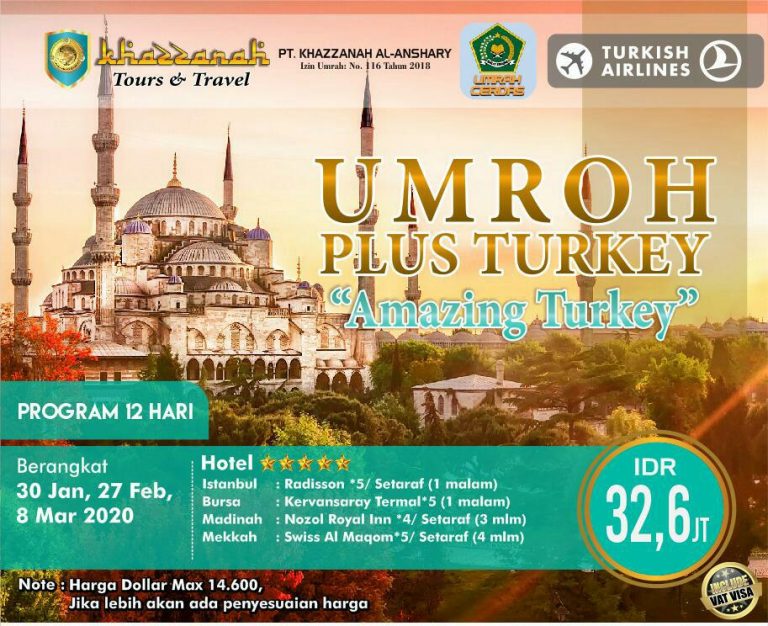 khazzanah
Tours & Travel
PT. KHAZZANAH AL-ANSHARY
Izin Umrah: No. 116 Tahun 2018
UMRAH
CERDAS
TURKISH
AIRLINES
UMROH
PLUS TURKEY
“Amazing Turkey”
PROGRAM 12 HARI
Berangkat
30 Jan, 27 Feb,
8 Mar 2020
Hotel
Istanbul : Radisson *5/ Setaraf (1 malam)
Bursa : Kervansaray Termal*5 (1 malam)
Madinah : Nozol Royal Inn *4/ Setaraf (3 mlm)
Mekkah : Swiss Al Maqom*5/ Setaraf (4 mlm)
IDR
32,6JT
Note : Harga Dollar Max 14.600,
Jika lebih akan ada penyesuaian harga
INCLUDE
VAT VISA